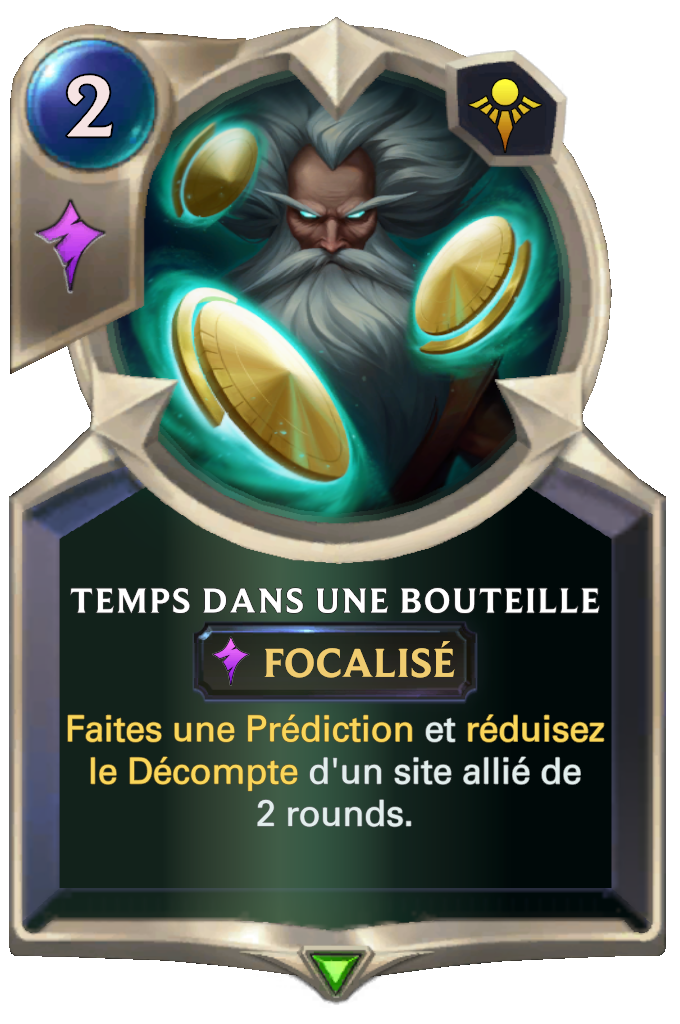 2
TEMPS DANS UNE BOUTEILLE
FOCALISÉ
Faites une Prédiction et réduisez
le Décompte d'un site allié de
2 rounds.